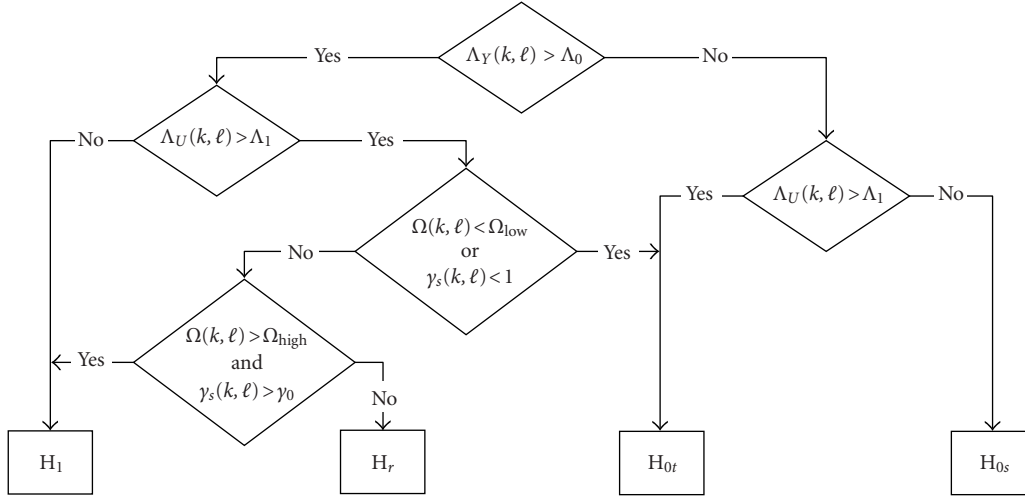 Λ_Y(k, ℓ) > Λ_0
Yes
No
Λ_U(k, ℓ) > Λ_1
No
Yes
Λ_U(k, ℓ) > Λ_1
Yes
No
Ω(k, ℓ) < Ω_low
or
γ_s(k, ℓ) < 1
No
Yes
Ω(k, ℓ) > Ω_high
and
γ_s(k, ℓ) > γ_0
Yes
No
H_1
H_r
H_0t
H_0s